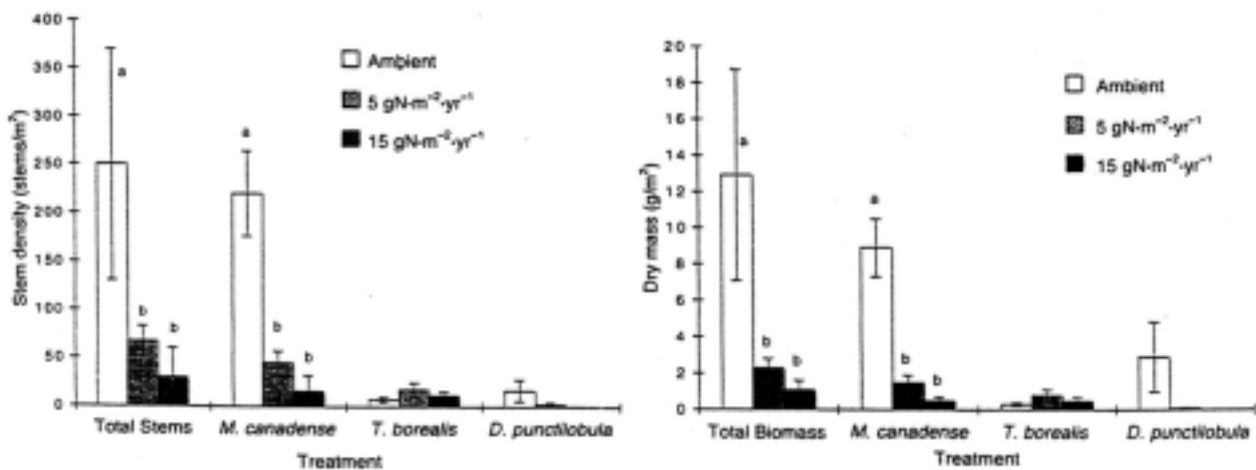 400
350
300
250
200
150
100
50
0
Stem density (stems/m²)
Ambient
5 gN-m⁻²-yr⁻¹
15 gN-m⁻²-yr⁻¹
a
b
b
a
b
b
Total Stems
M. canadense
T. borealis
D. punctilobula
Treatment
20
18
16
14
12
10
8
6
4
2
0
Dry mass (g/m²)
Ambient
5 gN-m⁻²-yr⁻¹
15 gN-m⁻²-yr⁻¹
a
b
b
a
b
b
Total Biomass
M. canadense
T. borealis
D. punctilobula
Treatment